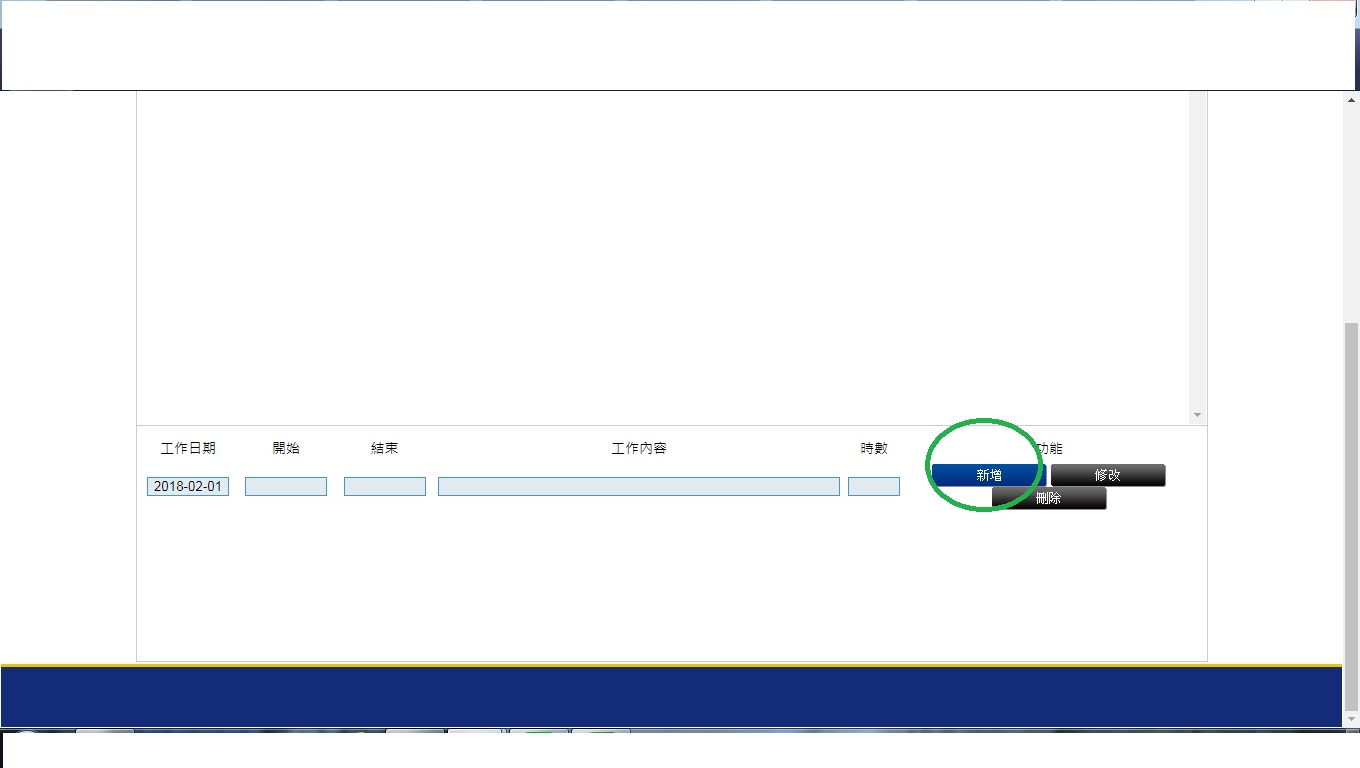 工作日期 開始 結束 工作內容 時數 功能
2018-02-01 新增 修改
刪除